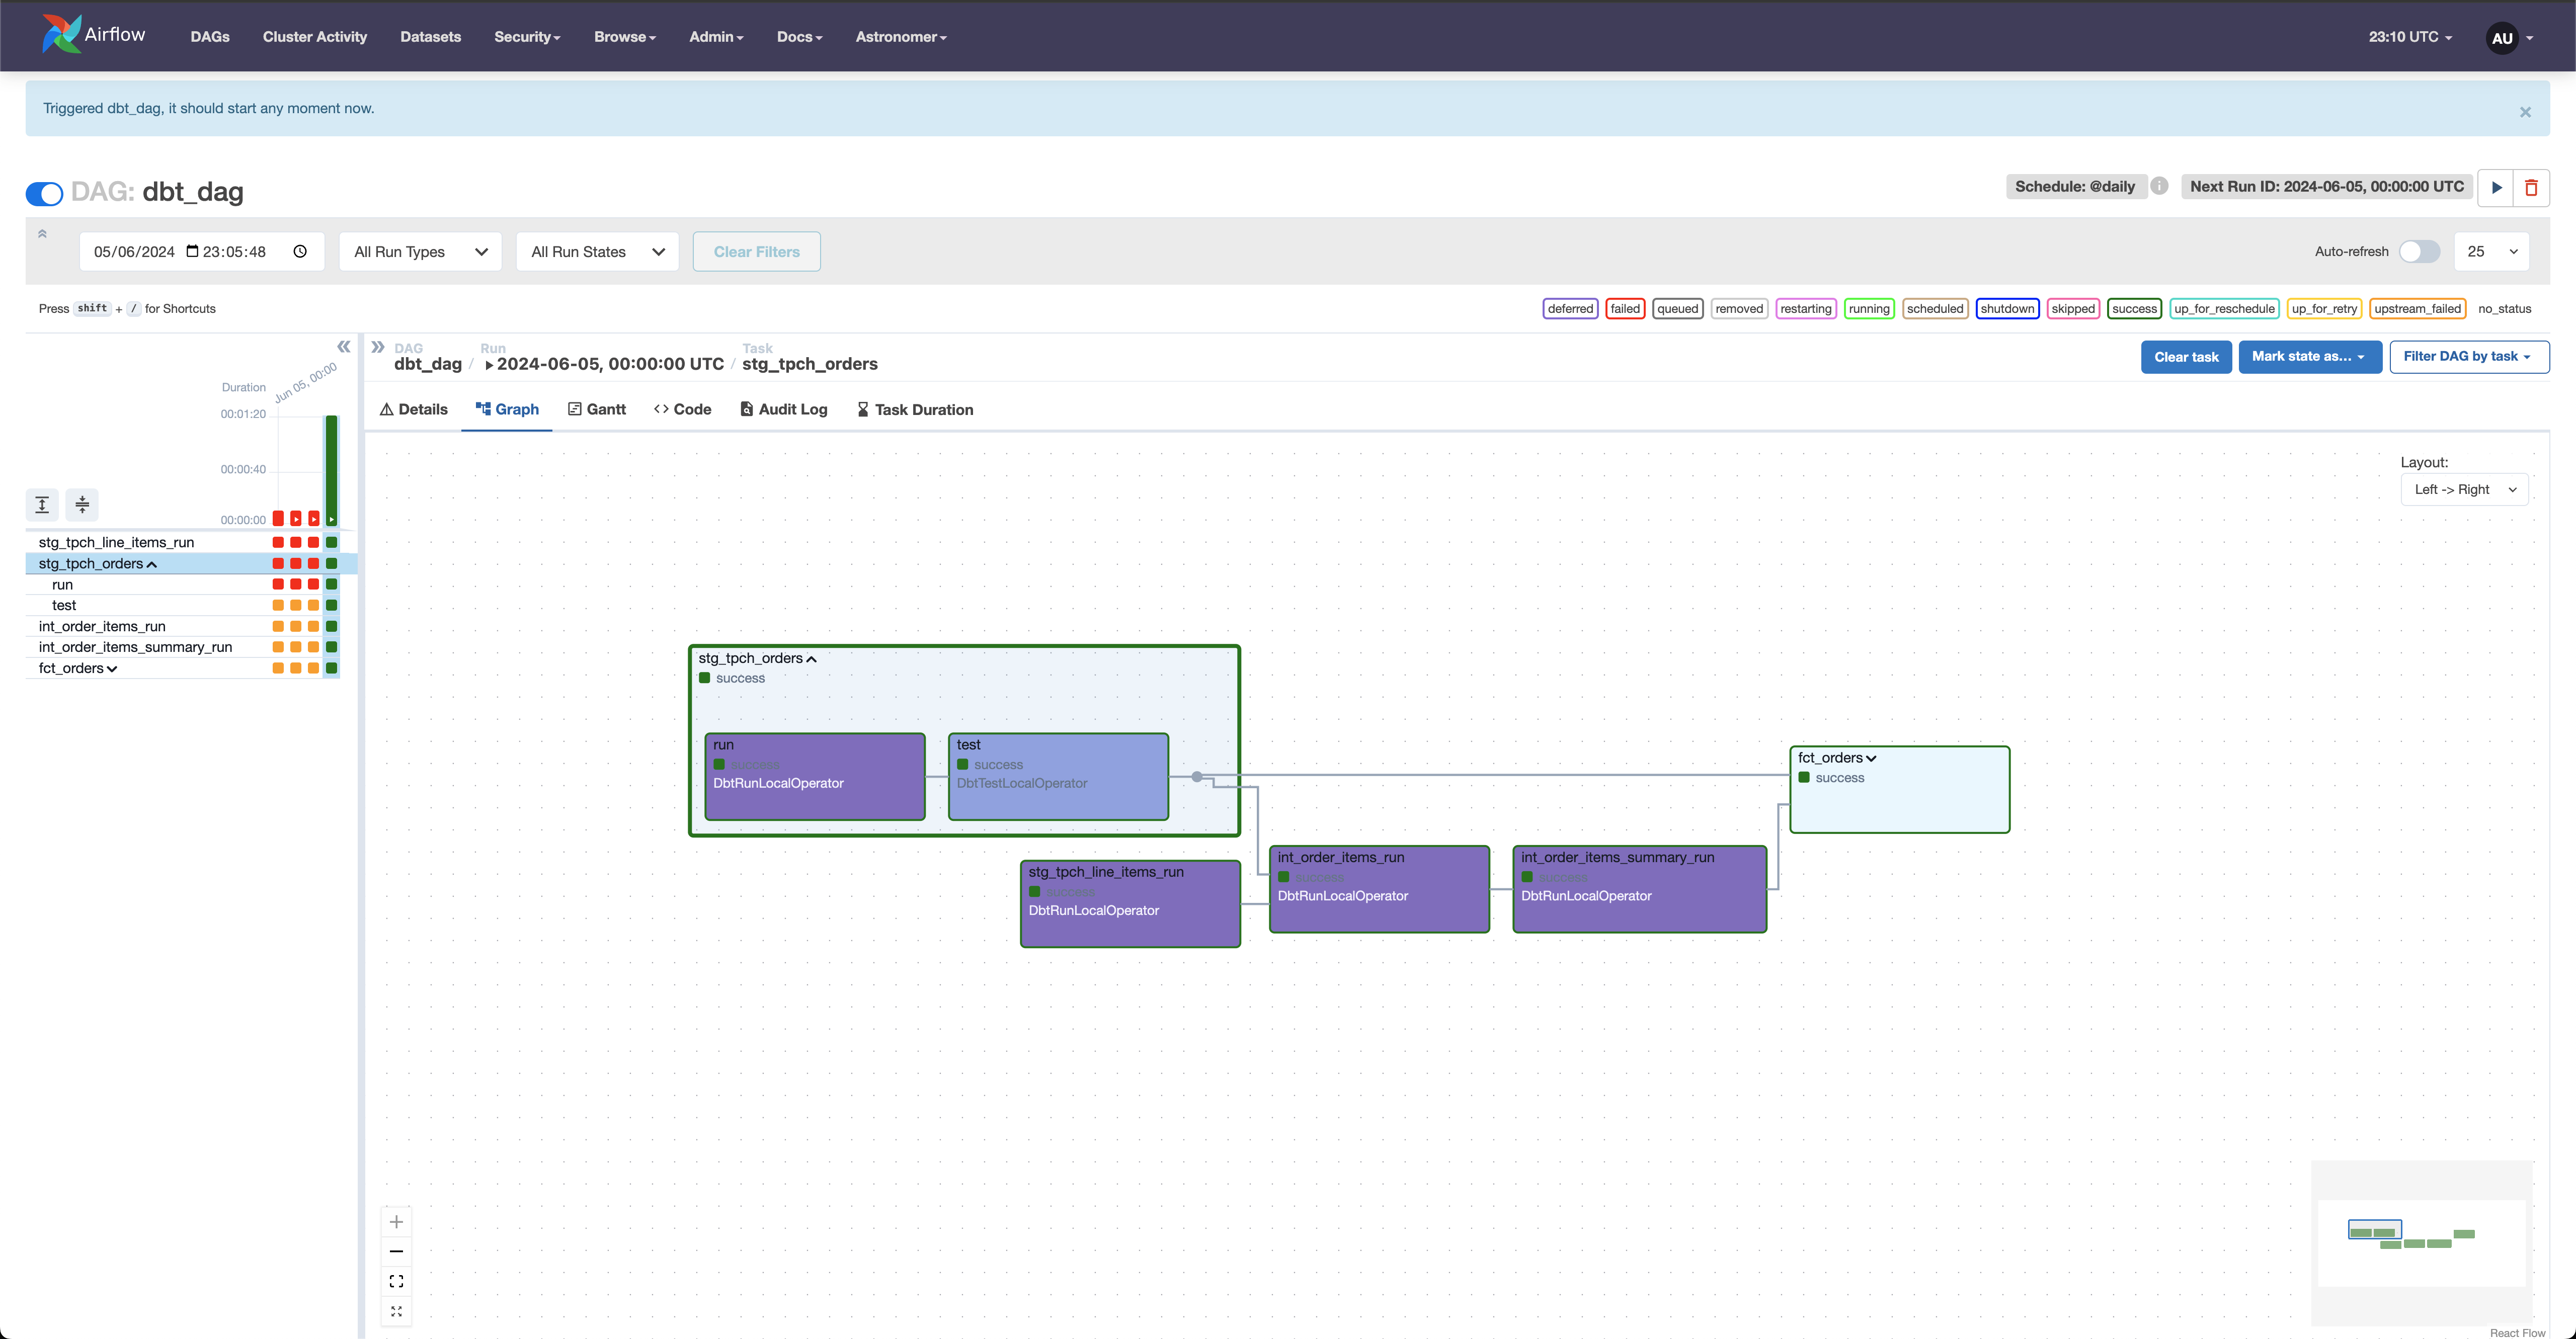 Airflow DAGs Cluster Activity Datasets Security Browse Admin Docs Astronomer 23:10 UTC AU
Triggered dbt_dag, it should start any moment now. ×
DAG: dbt_dag Schedule: @daily i Next Run ID: 2024-06-05, 00:00:00 UTC
05/06/2024 23:05:48 All Run Types All Run States Clear Filters Auto-refresh 25
Press shift + / for Shortcuts deferred failed queued removed restarting running scheduled shutdown skipped success up_for_reschedule up_for_retry upstream_failed no_status
DAG Run Task
dbt_dag / 2024-06-05, 00:00:00 UTC / stg_tpch_orders Clear task Mark state as... Filter DAG by task
Details Graph Gantt Code Audit Log Task Duration
Duration Jun 05, 00:00
00:01:20
00:00:40
00:00:00
stg_tpch_line_items_run
stg_tpch_orders
run
test
int_order_items_run
int_order_items_summary_run
fct_orders
Layout:
Left -> Right
stg_tpch_orders
success
run
success
DbtRunLocalOperator
test
success
DbtTestLocalOperator
fct_orders
success
stg_tpch_line_items_run
success
DbtRunLocalOperator
int_order_items_run
success
DbtRunLocalOperator
int_order_items_summary_run
success
DbtRunLocalOperator
React Flow